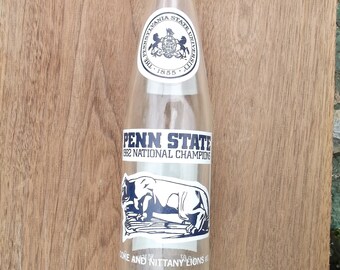 THE PENNSYLVANIA STATE UNIVERSITY
1855
PENN STATE
1982 NATIONAL CHAMPIONS
AND NITTANY LIONS